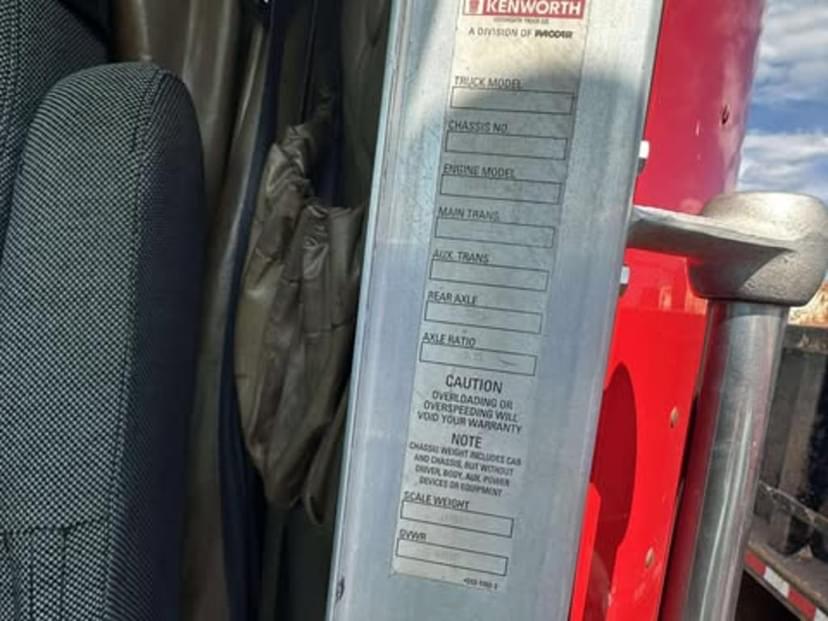 KENWORTH
A DIVISION OF PACCAR
TRUCK MODEL
CHASSIS NO.
ENGINE MODEL
MAIN TRANS.
AUX. TRANS
REAR AXLE
AXLE RATIO
CAUTION
OVERLOADING OR
OVERSPEEDING WILL
VOID YOUR WARRANTY
NOTE
CHASSIS WEIGHT INCLUDES CAB
AND CHASSIS, BUT WITHOUT
DRIVER, BODY, AUX. POWER
DEVICES OR EQUIPMENT
SCALE WEIGHT
GVWR